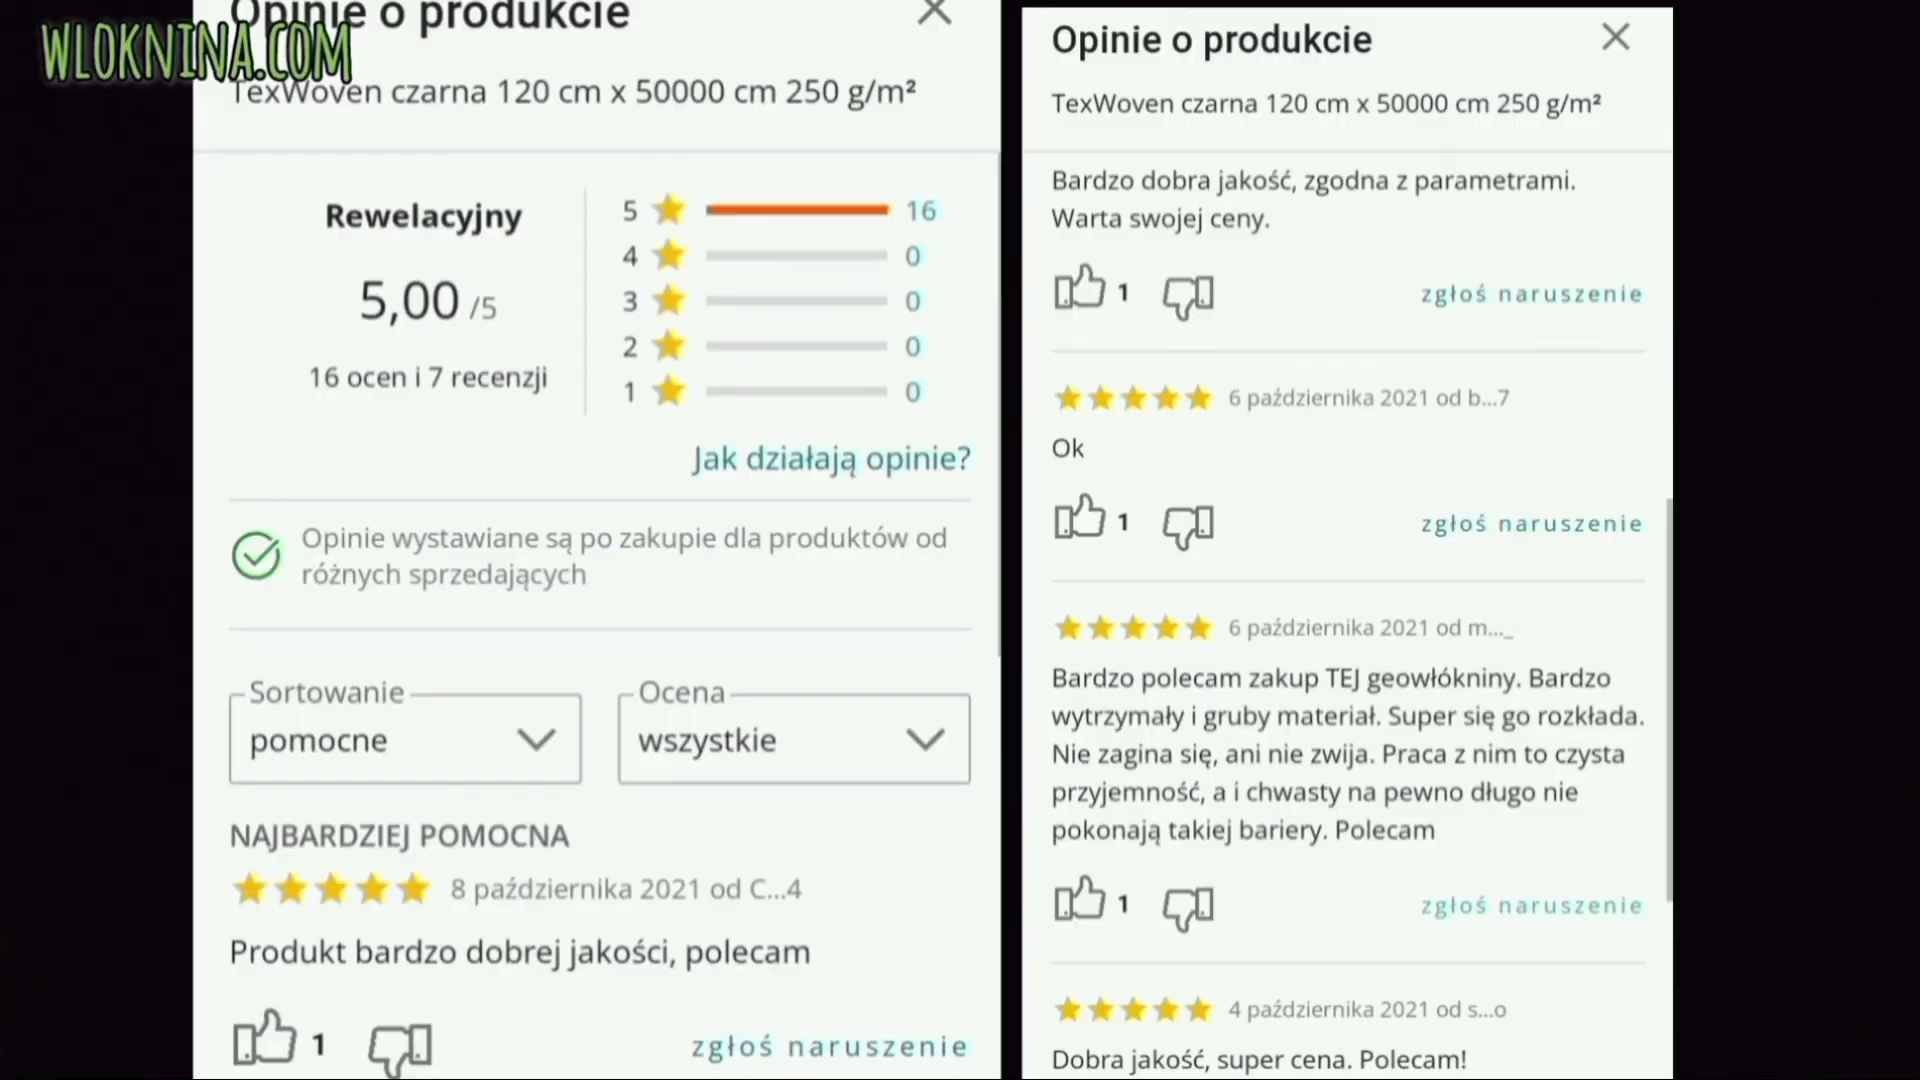 WLOKNINA.COM
Opinie o produkcie
TexWoven czarna 120 cm x 50000 cm 250 g/m²
Rewelacyjny
5,00 /5
16 ocen i 7 recenzji
5 16
4 0
3 0
2 0
1 0
Jak działają opinie?
Opinie wystawiane są po zakupie dla produktów od
różnych sprzedających
Sortowanie
pomocne
Ocena
wszystkie
NAJBARDZIEJ POMOCNA
8 października 2021 od C...4
Produkt bardzo dobrej jakości, polecam
1
zgłoś naruszenie
Opinie o produkcie
TexWoven czarna 120 cm x 50000 cm 250 g/m²
Bardzo dobra jakość, zgodna z parametrami.
Warta swojej ceny.
1
zgłoś naruszenie
6 października 2021 od b...7
Ok
1
zgłoś naruszenie
6 października 2021 od m..._
Bardzo polecam zakup TEJ geowłókniny. Bardzo
wytrzymały i gruby materiał. Super się go rozkłada.
Nie zagina się, ani nie zwija. Praca z nim to czysta
przyjemność, a i chwasty na pewno długo nie
pokonają takiej bariery. Polecam
1
zgłoś naruszenie
4 października 2021 od s...o
Dobra jakość, super cena. Polecam!